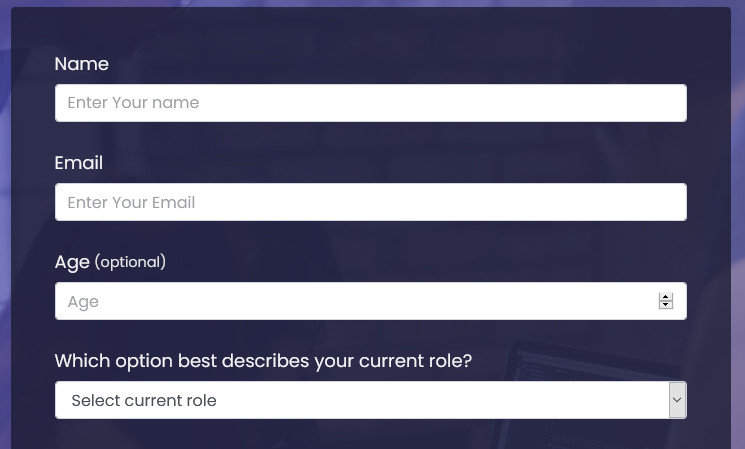 Name
Enter Your name
Email
Enter Your Email
Age (optional)
Age
Which option best describes your current role?
Select current role